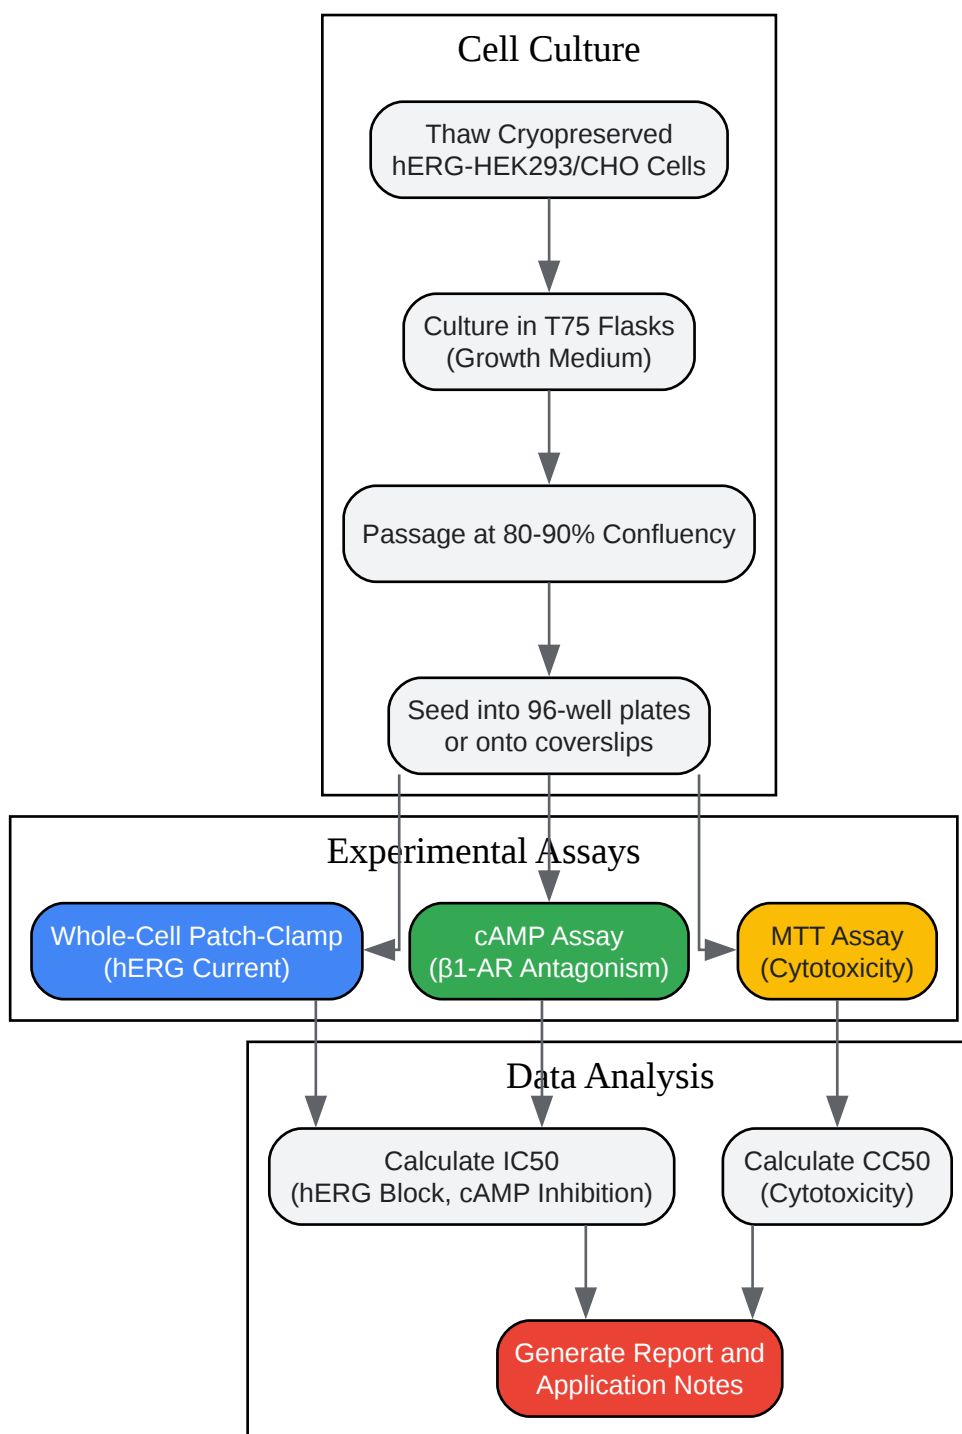 Cell Culture
Thaw Cryopreserved
hERG-HEK293/CHO Cells
Culture in T75 Flasks
(Growth Medium)
Passage at 80-90% Confluency
Seed into 96-well plates
or onto coverslips
Experimental Assays
Whole-Cell Patch-Clamp
(hERG Current)
cAMP Assay
(β1-AR Antagonism)
MTT Assay
(Cytotoxicity)
Data Analysis
Calculate IC50
(hERG Block, cAMP Inhibition)
Calculate CC50
(Cytotoxicity)
Generate Report and
Application Notes